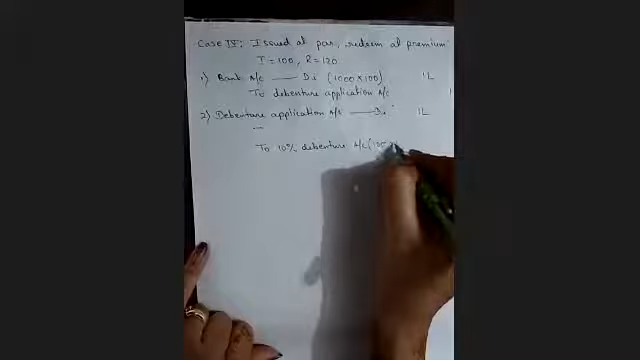 Case IV: Issued at par, redeem at premium
I = 100, R = 120
1) Bank A/c —— Dr (1000×100) 1L
To debenture application A/c
2) Debenture application A/c —— Dr 1L
To 10% debenture A/c (